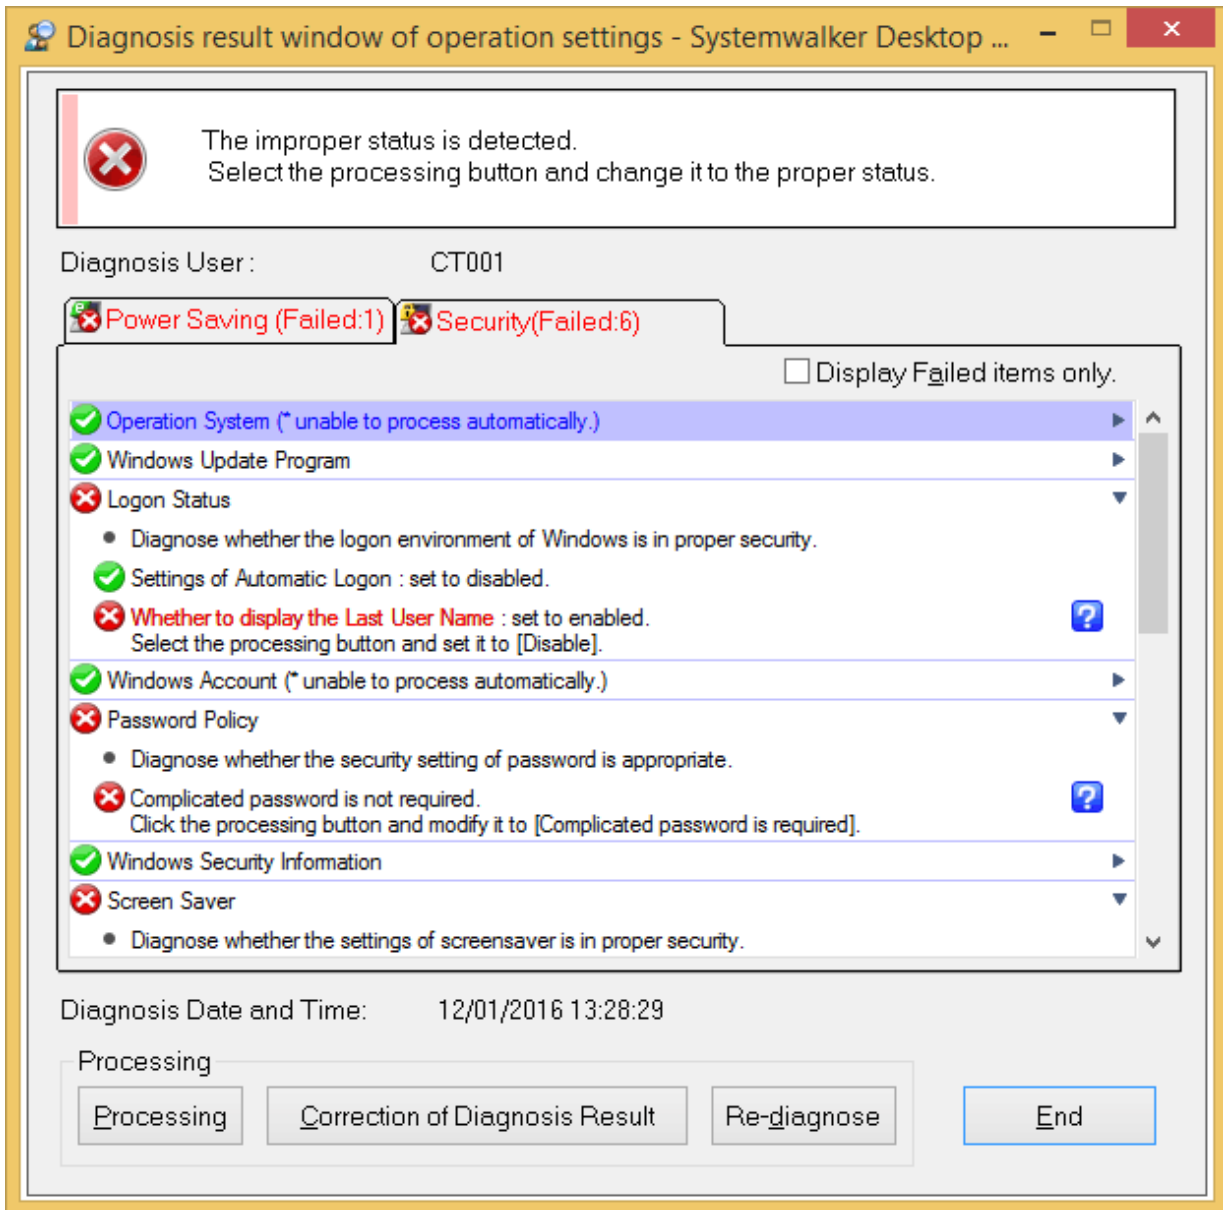 Diagnosis result window of operation settings - Systemwalker Desktop ...
The improper status is detected.
Select the processing button and change it to the proper status.
Diagnosis User :
CT001
Power Saving (Failed:1)
Security(Failed:6)
Display Failed items only.
Operation System (* unable to process automatically.)
Windows Update Program
Logon Status
• Diagnose whether the logon environment of Windows is in proper security.
Settings of Automatic Logon : set to disabled.
Whether to display the Last User Name : set to enabled.
Select the processing button and set it to [Disable].
Windows Account (* unable to process automatically.)
Password Policy
• Diagnose whether the security setting of password is appropriate.
Complicated password is not required.
Click the processing button and modify it to [Complicated password is required].
Windows Security Information
Screen Saver
• Diagnose whether the settings of screensaver is in proper security.
Diagnosis Date and Time:
12/01/2016 13:28:29
Processing
Processing
Correction of Diagnosis Result
Re-diagnose
End